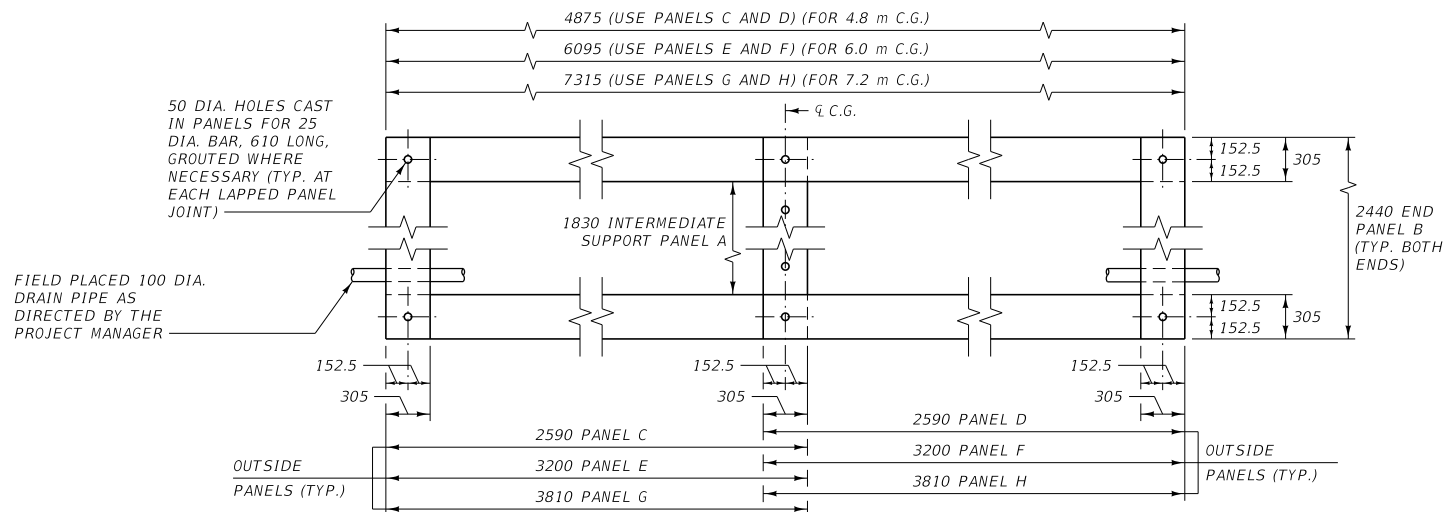 4875 (USE PANELS C AND D) (FOR 4.8 m C.G.)
6095 (USE PANELS E AND F) (FOR 6.0 m C.G.)
7315 (USE PANELS G AND H) (FOR 7.2 m C.G.)
50 DIA. HOLES CAST
IN PANELS FOR 25
DIA. BAR, 610 LONG,
GROUTED WHERE
NECESSARY (TYP. AT
EACH LAPPED PANEL
JOINT)
℄ C.G.
152.5
152.5
305
1830 INTERMEDIATE
SUPPORT PANEL A
2440 END
PANEL B
(TYP. BOTH
ENDS)
FIELD PLACED 100 DIA.
DRAIN PIPE AS
DIRECTED BY THE
PROJECT MANAGER
152.5
152.5
305
152.5
152.5
152.5
305
305
305
2590 PANEL D
2590 PANEL C
3200 PANEL F
3200 PANEL E
3810 PANEL H
3810 PANEL G
OUTSIDE
PANELS (TYP.)
OUTSIDE
PANELS (TYP.)